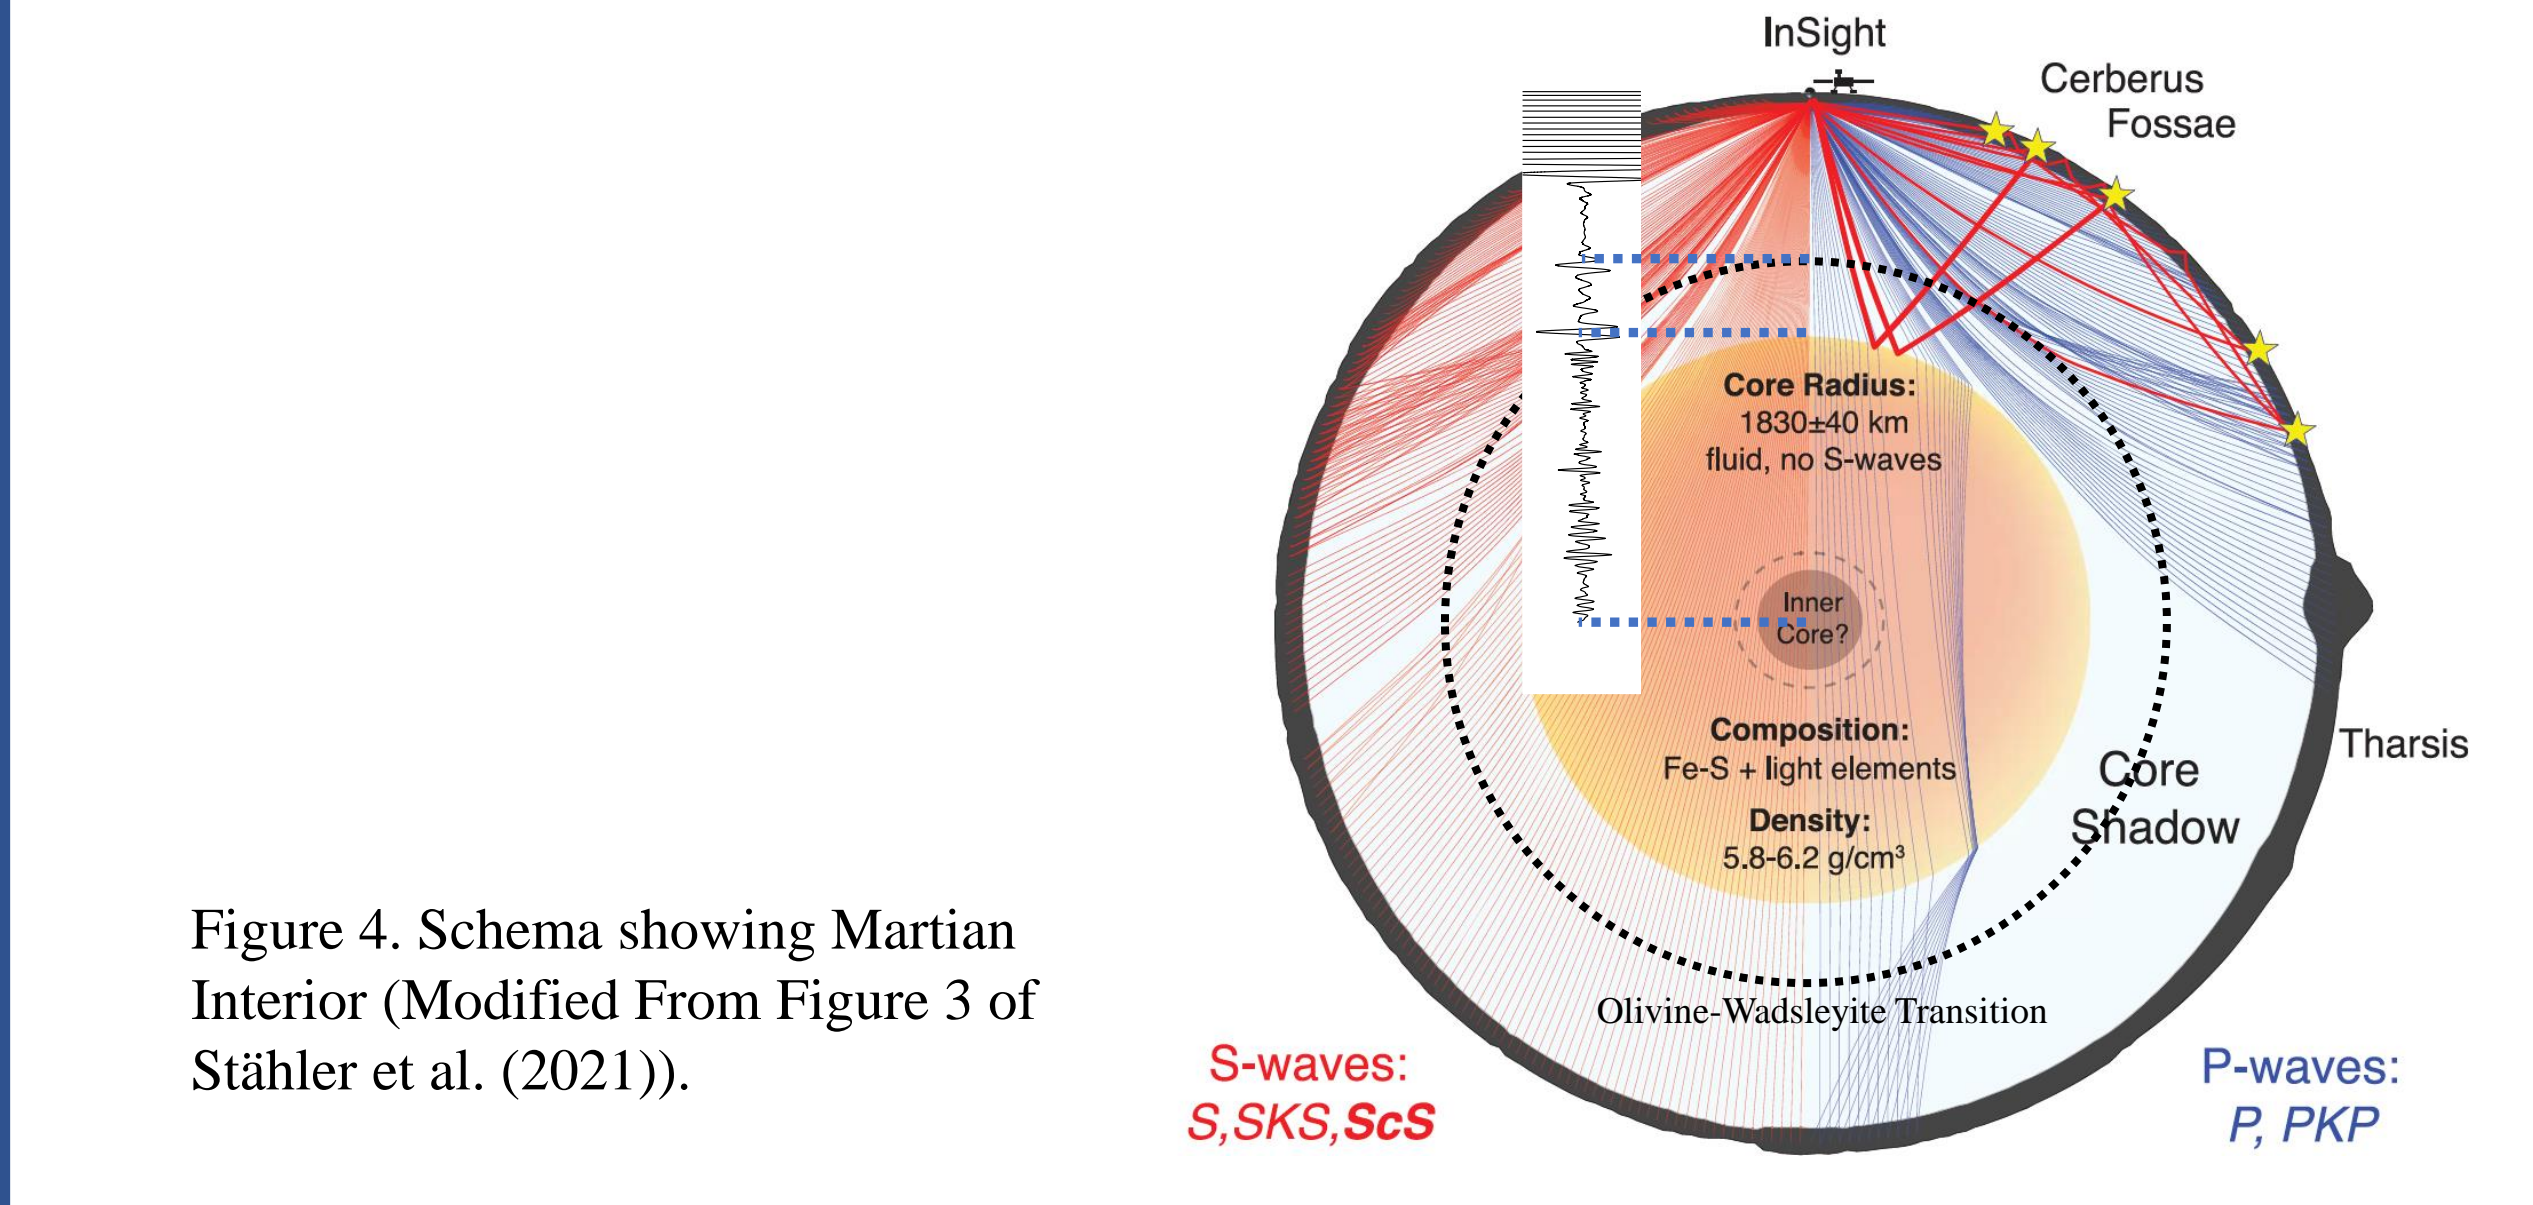 InSight
Cerberus
Fossae
Core Radius:
1830±40 km
fluid, no S-waves
Inner
Core?
Composition:
Fe-S + light elements
Density:
5.8-6.2 g/cm³
Tharsis
Core
Shadow
Figure 4. Schema showing Martian
Interior (Modified From Figure 3 of
Stähler et al. (2021)).
Olivine-Wadsleyite Transition
S-waves:
S,SKS,ScS
P-waves:
P, PKP